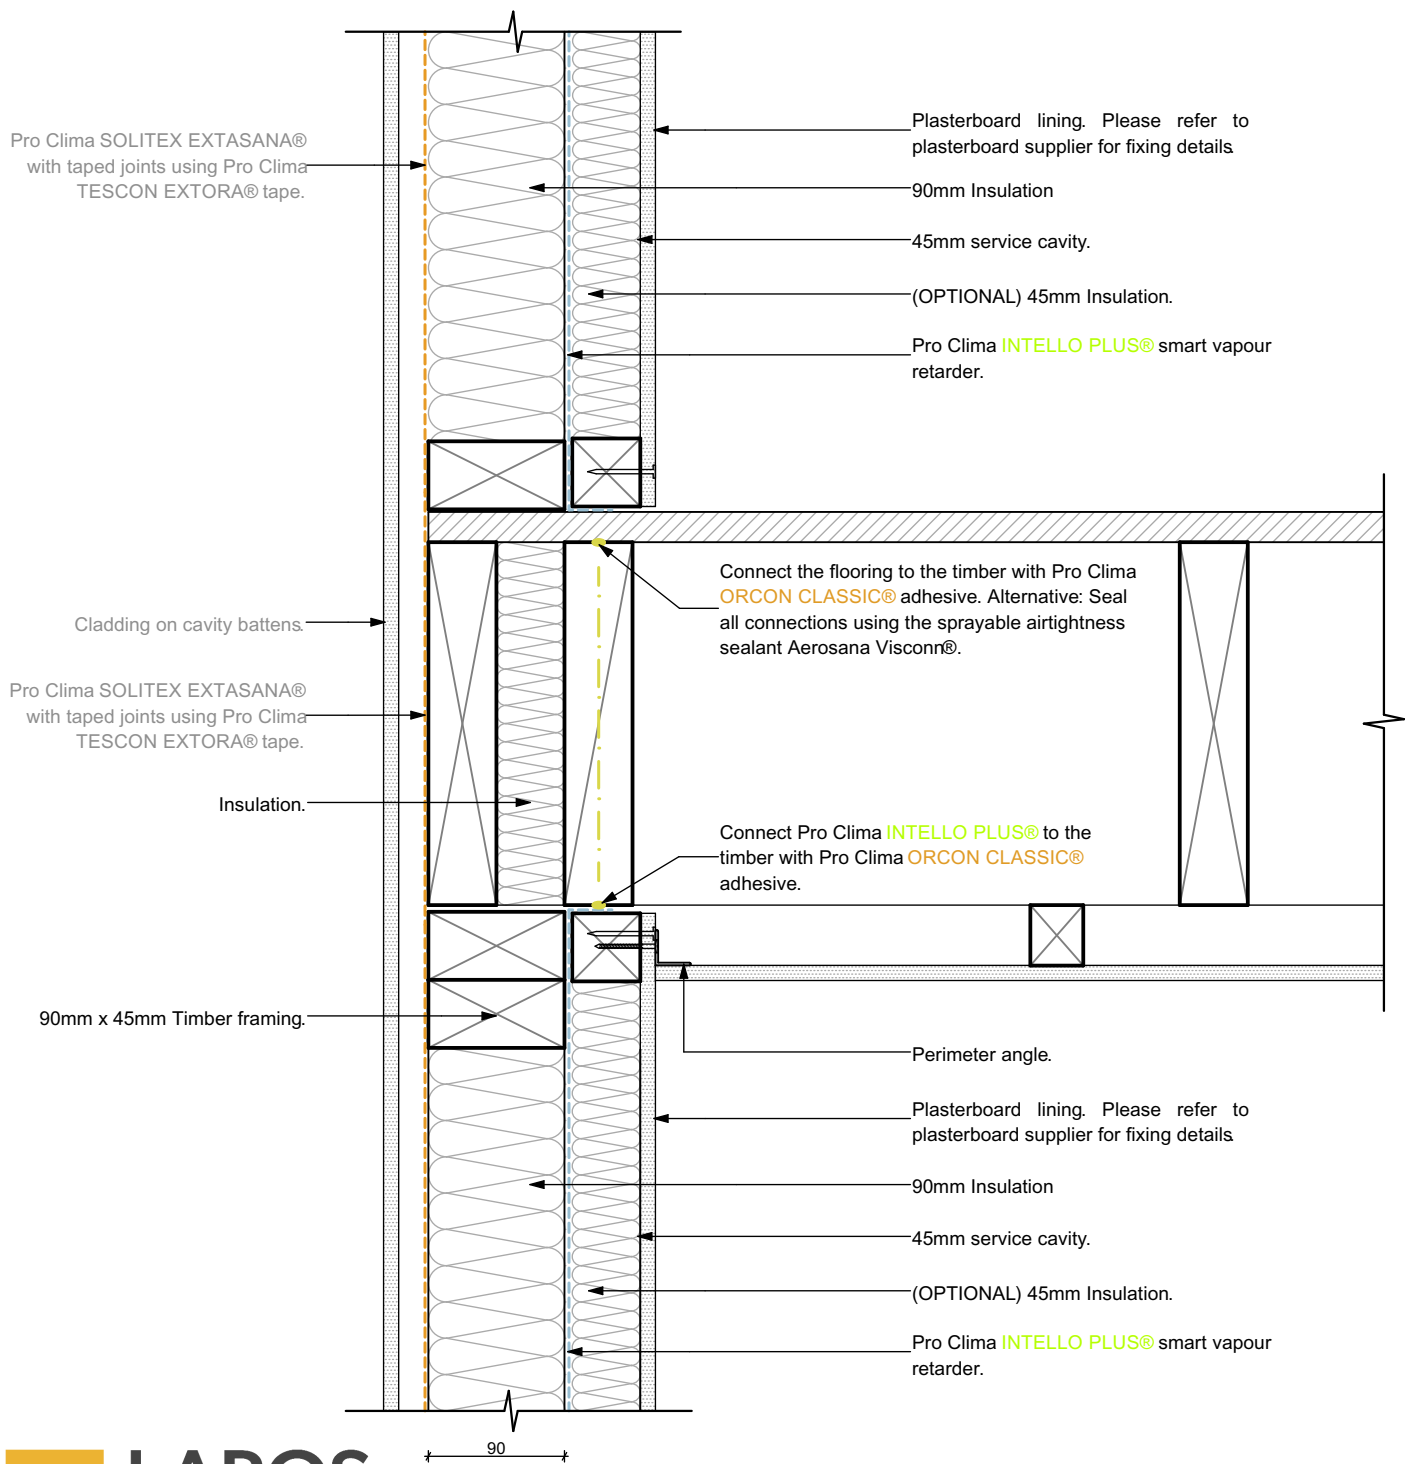 Pro Clima SOLITEX EXTASANA®
with taped joints using Pro Clima
TESCON EXTORA® tape.
Plasterboard lining. Please refer to
plasterboard supplier for fixing details.
90mm Insulation
45mm service cavity.
(OPTIONAL) 45mm Insulation.
Pro Clima INTELLO PLUS® smart vapour
retarder.
Connect the flooring to the timber with Pro Clima
ORCON CLASSIC® adhesive. Alternative: Seal
all connections using the sprayable airtightness
sealant Aerosana Visconn®.
Cladding on cavity battens.
Pro Clima SOLITEX EXTASANA®
with taped joints using Pro Clima
TESCON EXTORA® tape.
Insulation.
Connect Pro Clima INTELLO PLUS® to the
timber with Pro Clima ORCON CLASSIC®
adhesive.
90mm x 45mm Timber framing.
Perimeter angle.
Plasterboard lining. Please refer to
plasterboard supplier for fixing details.
90mm Insulation
45mm service cavity.
(OPTIONAL) 45mm Insulation.
Pro Clima INTELLO PLUS® smart vapour
retarder.
90